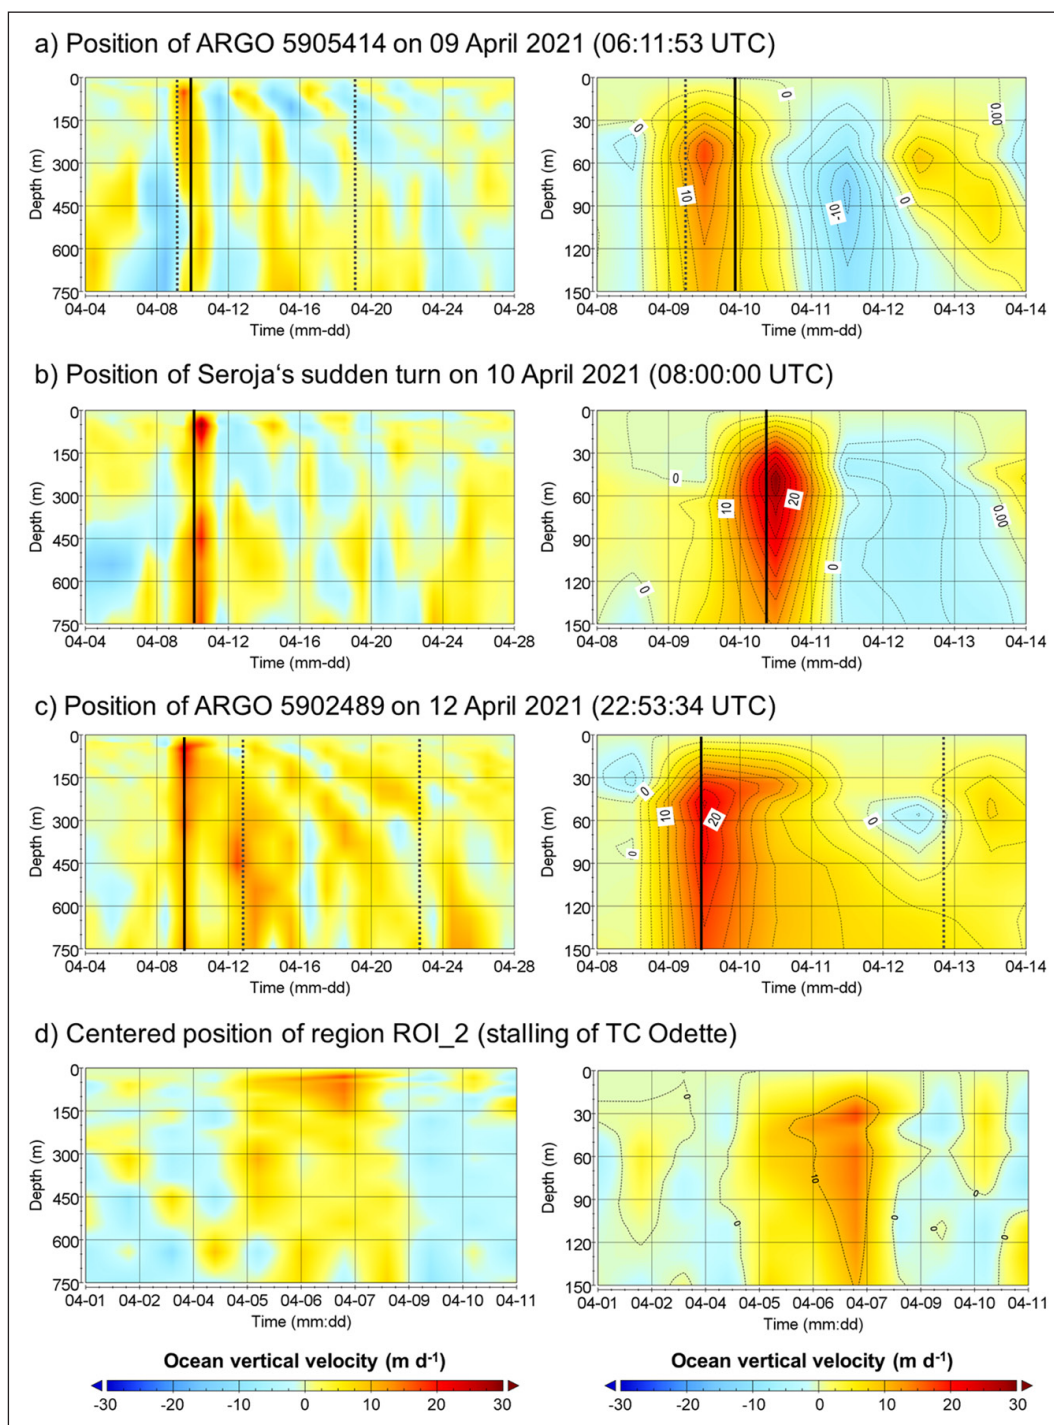 a) Position of ARGO 5905414 on 09 April 2021 (06:11:53 UTC)
0
150
300
450
600
750
Depth (m)
04-04 04-08 04-12 04-16 04-20 04-24 04-28
Time (mm-dd)
0
30
60
90
120
150
Depth (m)
0
0
0.00
10
-10
0
04-08 04-09 04-10 04-11 04-12 04-13 04-14
Time (mm-dd)
b) Position of Seroja‘s sudden turn on 10 April 2021 (08:00:00 UTC)
0
150
300
450
600
750
Depth (m)
04-04 04-08 04-12 04-16 04-20 04-24 04-28
Time (mm-dd)
0
30
60
90
120
150
Depth (m)
0
10
20
0.00
0
0
04-08 04-09 04-10 04-11 04-12 04-13 04-14
Time (mm-dd)
c) Position of ARGO 5902489 on 12 April 2021 (22:53:34 UTC)
0
150
300
450
600
750
Depth (m)
04-04 04-08 04-12 04-16 04-20 04-24 04-28
Time (mm-dd)
0
30
60
90
120
150
Depth (m)
0
10
20
0
0
04-08 04-09 04-10 04-11 04-12 04-13 04-14
Time (mm-dd)
d) Centered position of region ROI_2 (stalling of TC Odette)
0
150
300
450
600
750
Depth (m)
04-01 04-02 04-04 04-05 04-06 04-07 04-09 04-10 04-11
Time (mm:dd)
0
30
60
90
120
150
Depth (m)
0
10
0
0
0
0
0
04-01 04-02 04-04 04-05 04-06 04-07 04-09 04-10 04-11
Time (mm:dd)
Ocean vertical velocity (m d⁻¹)
-30 -20 -10 0 10 20 30
Ocean vertical velocity (m d⁻¹)
-30 -20 -10 0 10 20 30